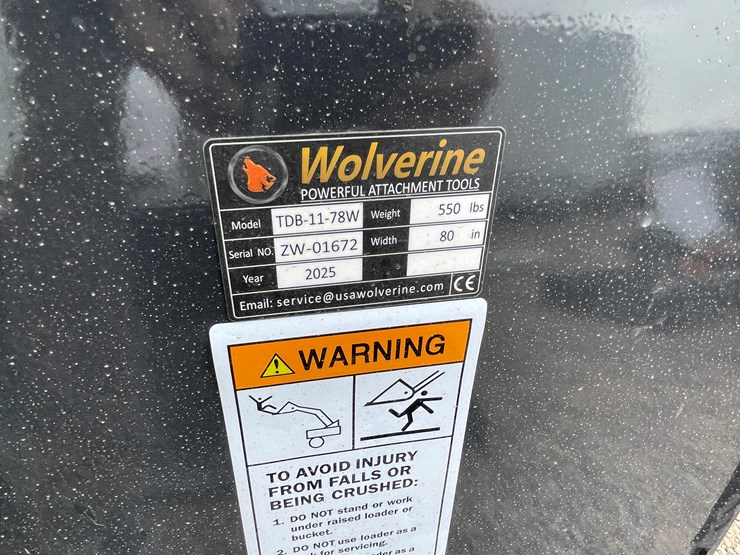 Wolverine
POWERFUL ATTACHMENT TOOLS
Model TDB-11-78W Weight 550 lbs
Serial NO. ZW-01672 Width 80 in
Year 2025
Email: service@usawolverine.com CE
WARNING
TO AVOID INJURY
FROM FALLS OR
BEING CRUSHED:
1. DO NOT stand or work
under raised loader or
bucket.
2. DO NOT use loader as a
for servicing.
as a